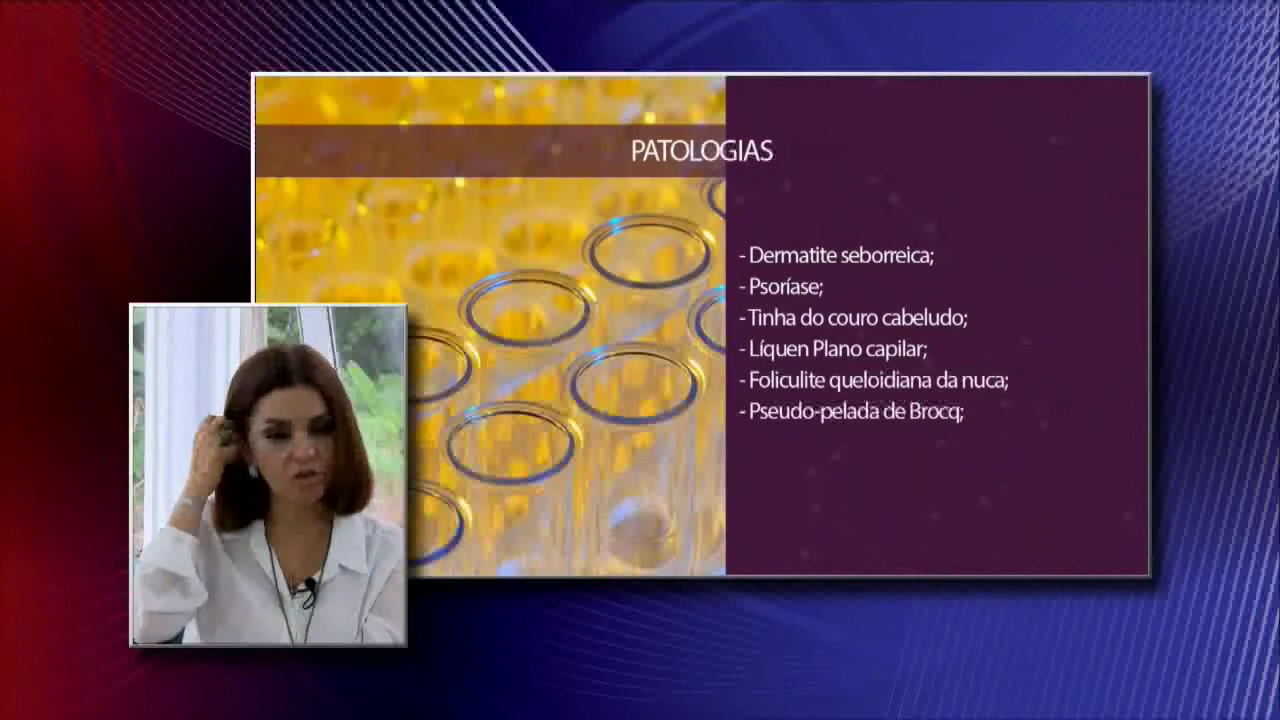 PATOLOGIAS
- Dermatite seborreica;
- Psoríase;
- Tinha do couro cabeludo;
- Líquen Plano capilar;
- Foliculite queloidiana da nuca;
- Pseudo-pelada de Brocq;